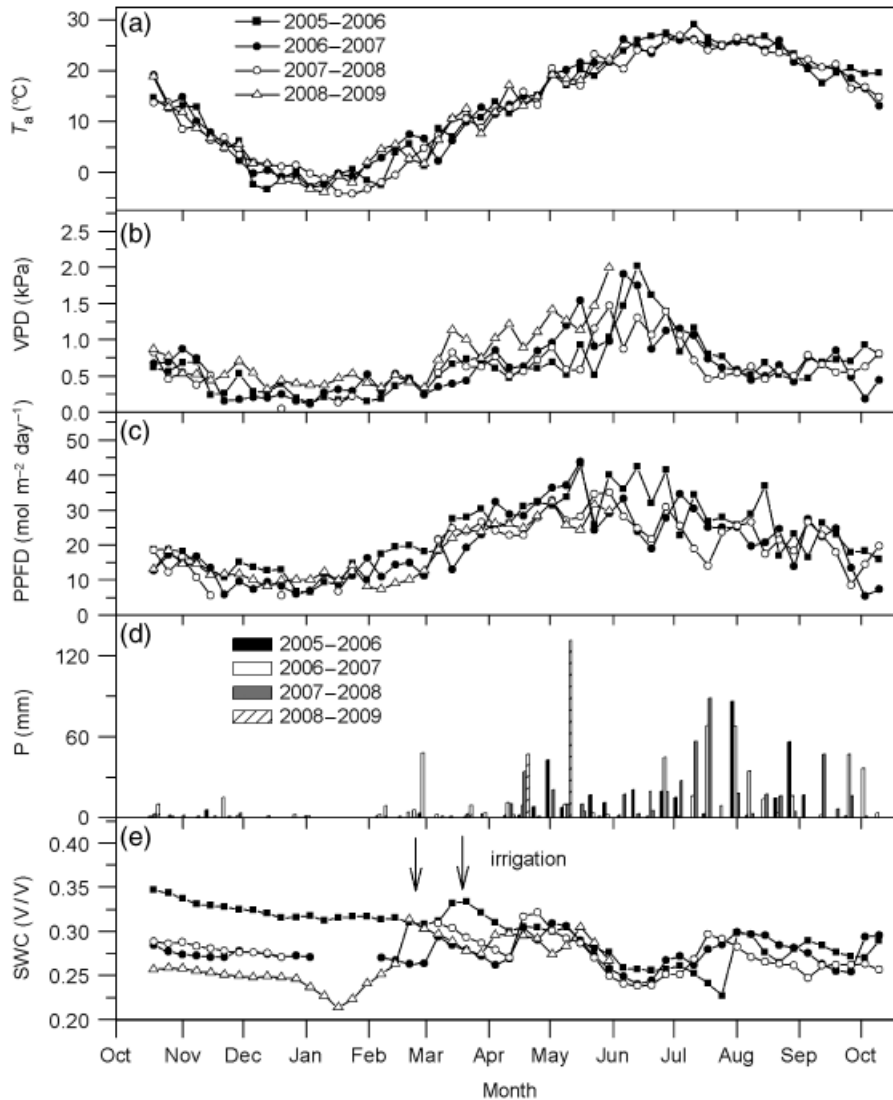 (a)
2005−2006
2006−2007
2007−2008
2008−2009
30
20
10
0
Tₐ (°C)
(b)
2.5
2.0
1.5
1.0
0.5
0.0
VPD (kPa)
(c)
50
40
30
20
10
0
PPFD (mol m⁻² day⁻¹)
(d)
2005−2006
2006−2007
2007−2008
2008−2009
120
60
0
P (mm)
(e)
irrigation
0.40
0.35
0.30
0.25
0.20
SWC (V/V)
Oct Nov Dec Jan Feb Mar Apr May Jun Jul Aug Sep Oct
Month